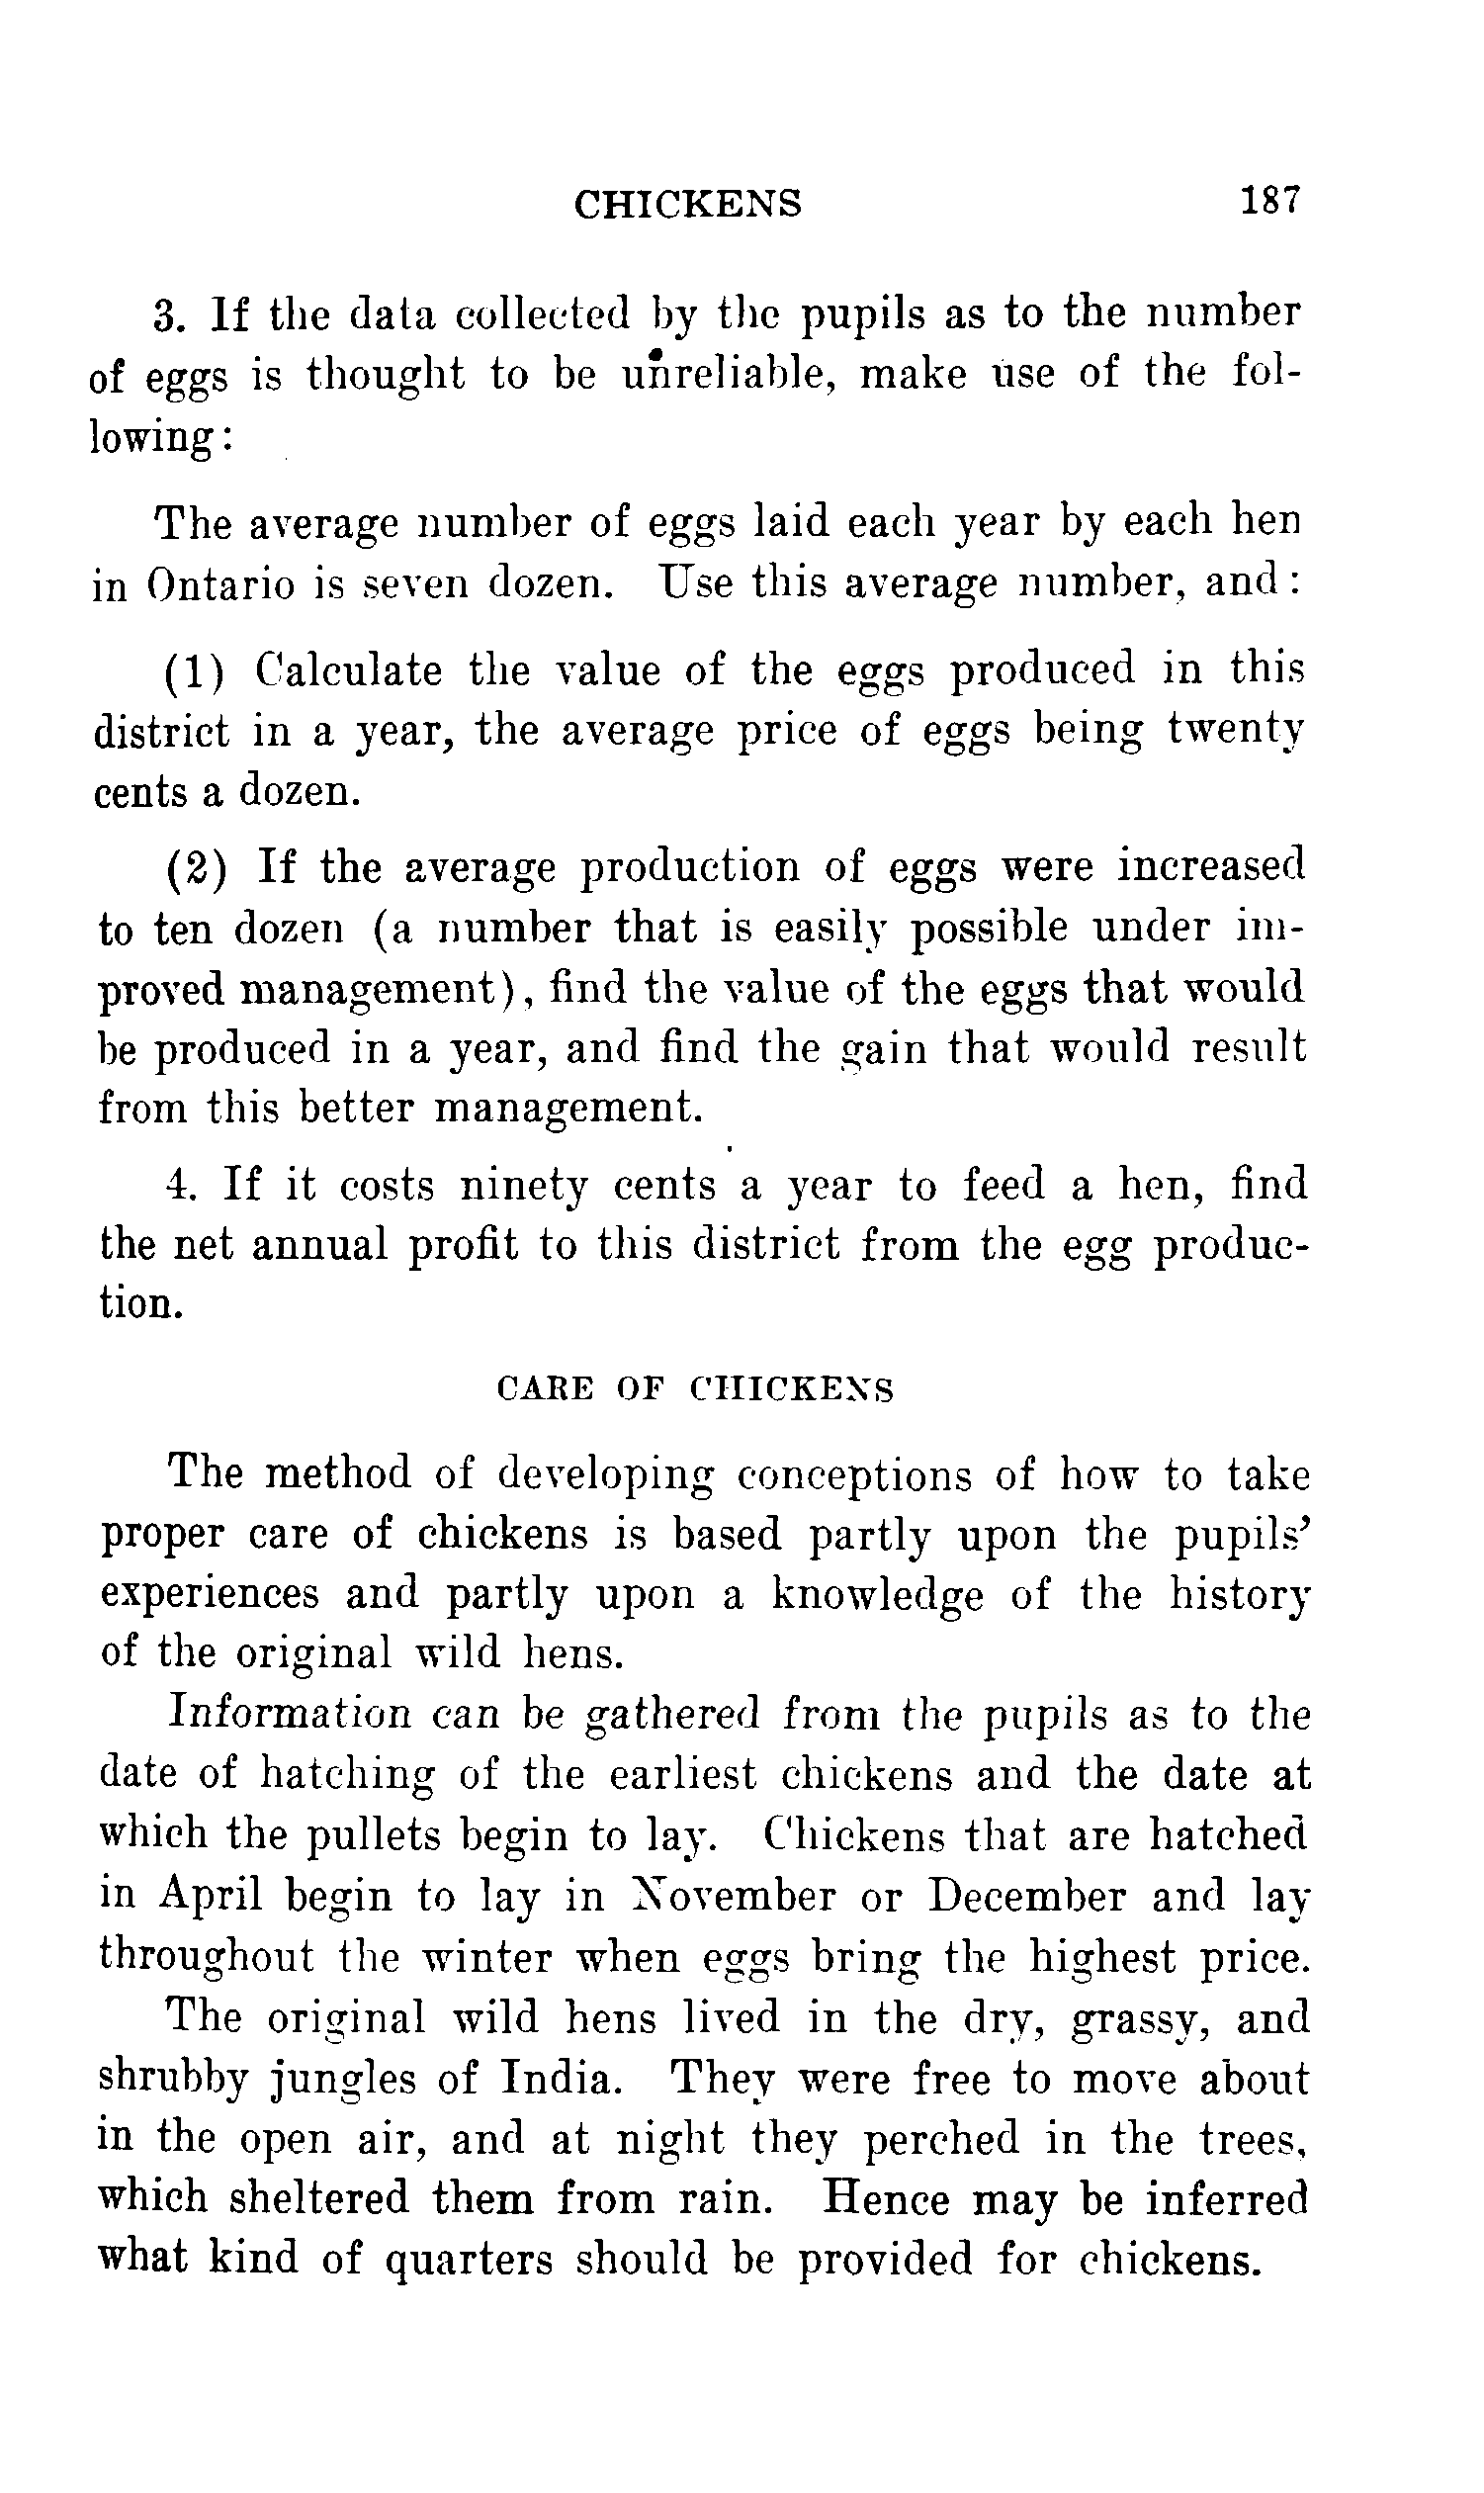 CHICKENS 187
3. If the data collected by the pupils as to the number
of eggs is thought to be unreliable, make use of the fol-
lowing:
The average number of eggs laid each year by each hen
in Ontario is seven dozen. Use this average number, and:
(1) Calculate the value of the eggs produced in this
district in a year, the average price of eggs being twenty
cents a dozen.
(2) If the average production of eggs were increased
to ten dozen (a number that is easily possible under im-
proved management), find the value of the eggs that would
be produced in a year, and find the gain that would result
from this better management.
4. If it costs ninety cents a year to feed a hen, find
the net annual profit to this district from the egg produc-
tion.
CARE OF CHICKENS
The method of developing conceptions of how to take
proper care of chickens is based partly upon the pupils'
experiences and partly upon a knowledge of the history
of the original wild hens.
Information can be gathered from the pupils as to the
date of hatching of the earliest chickens and the date at
which the pullets begin to lay. Chickens that are hatched
in April begin to lay in November or December and lay
throughout the winter when eggs bring the highest price.
The original wild hens lived in the dry, grassy, and
shrubby jungles of India. They were free to move about
in the open air, and at night they perched in the trees,
which sheltered them from rain. Hence may be inferred
what kind of quarters should be provided for chickens.